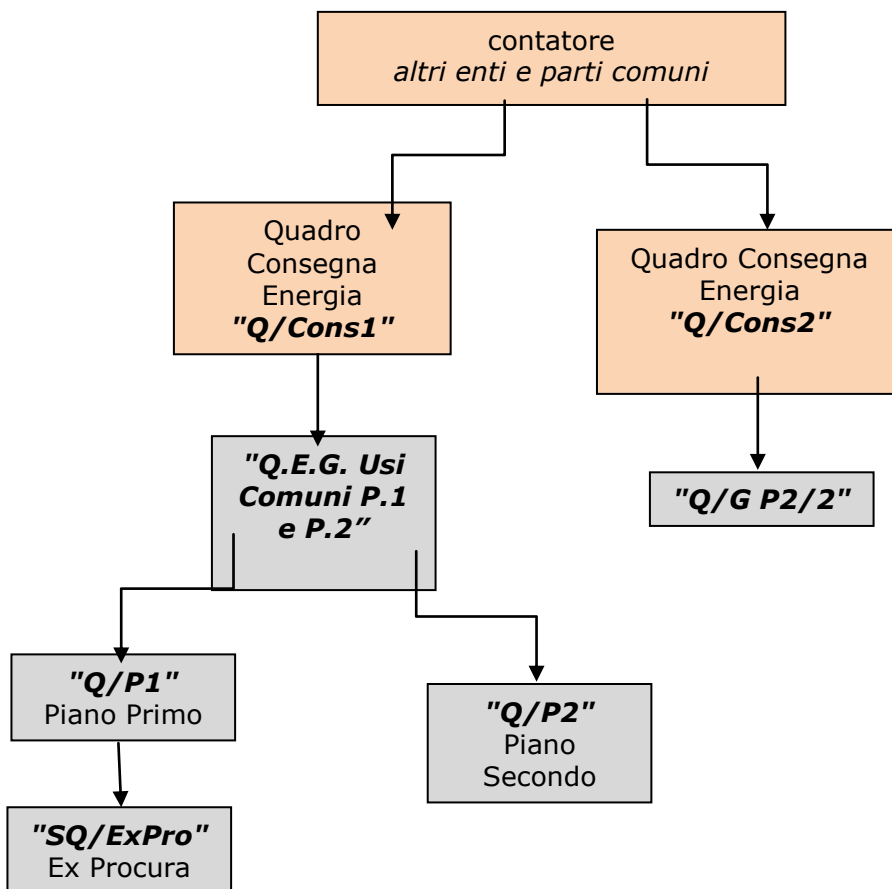 contatore
altri enti e parti comuni
Quadro
Consegna
Energia
"Q/Cons1"
Quadro Consegna
Energia
"Q/Cons2"
"Q.E.G. Usi
Comuni P.1
e P.2”
"Q/G P2/2"
"Q/P1"
Piano Primo
"Q/P2"
Piano
Secondo
"SQ/ExPro"
Ex Procura